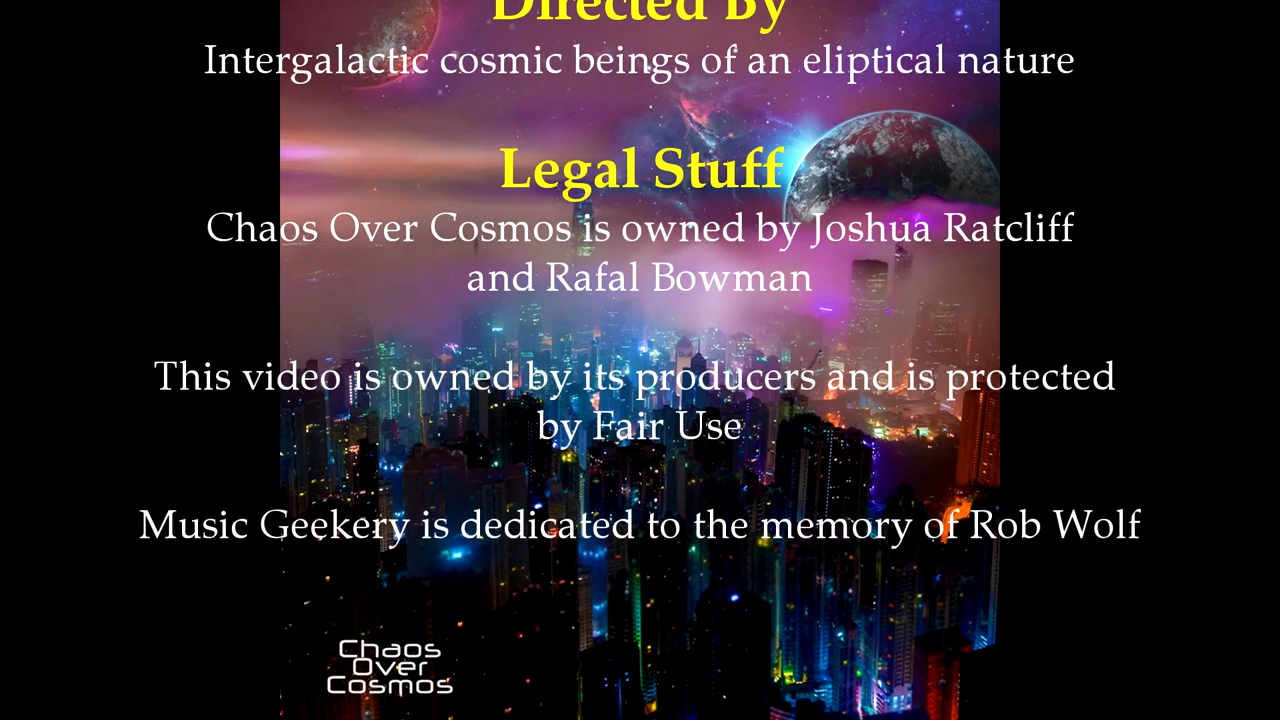 Directed By
Intergalactic cosmic beings of an eliptical nature
Legal Stuff
Chaos Over Cosmos is owned by Joshua Ratcliff
and Rafal Bowman
This video is owned by its producers and is protected
by Fair Use
Music Geekery is dedicated to the memory of Rob Wolf
Chaos
Over
Cosmos